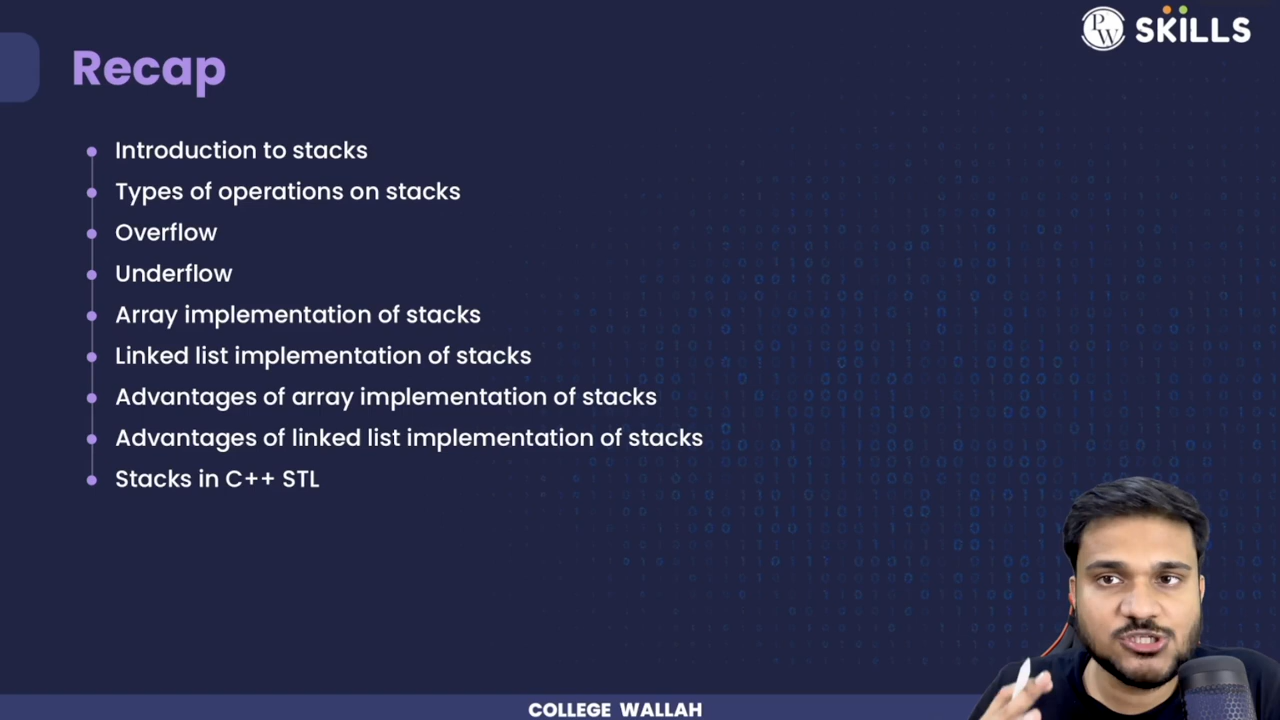 PW SKILLS
Recap
Introduction to stacks
Types of operations on stacks
Overflow
Underflow
Array implementation of stacks
Linked list implementation of stacks
Advantages of array implementation of stacks
Advantages of linked list implementation of stacks
Stacks in C++ STL
COLLEGE WALLAH